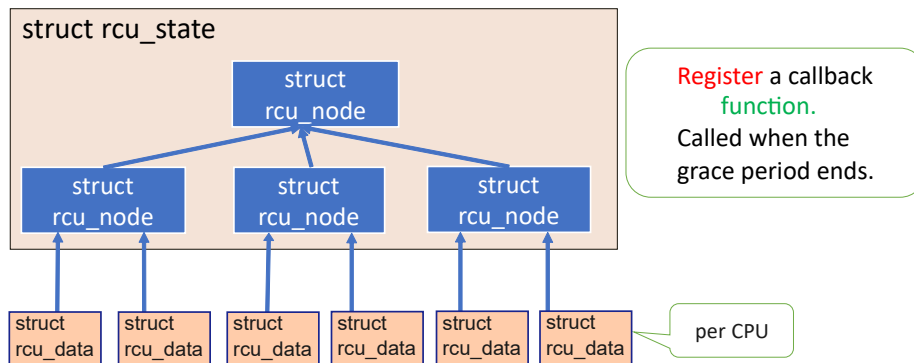 struct rcu_state
struct
rcu_node
Register a callback
function.
Called when the
grace period ends.
struct
rcu_node
struct
rcu_node
struct
rcu_node
struct
rcu_data
struct
rcu_data
struct
rcu_data
struct
rcu_data
struct
rcu_data
struct
rcu_data
per CPU